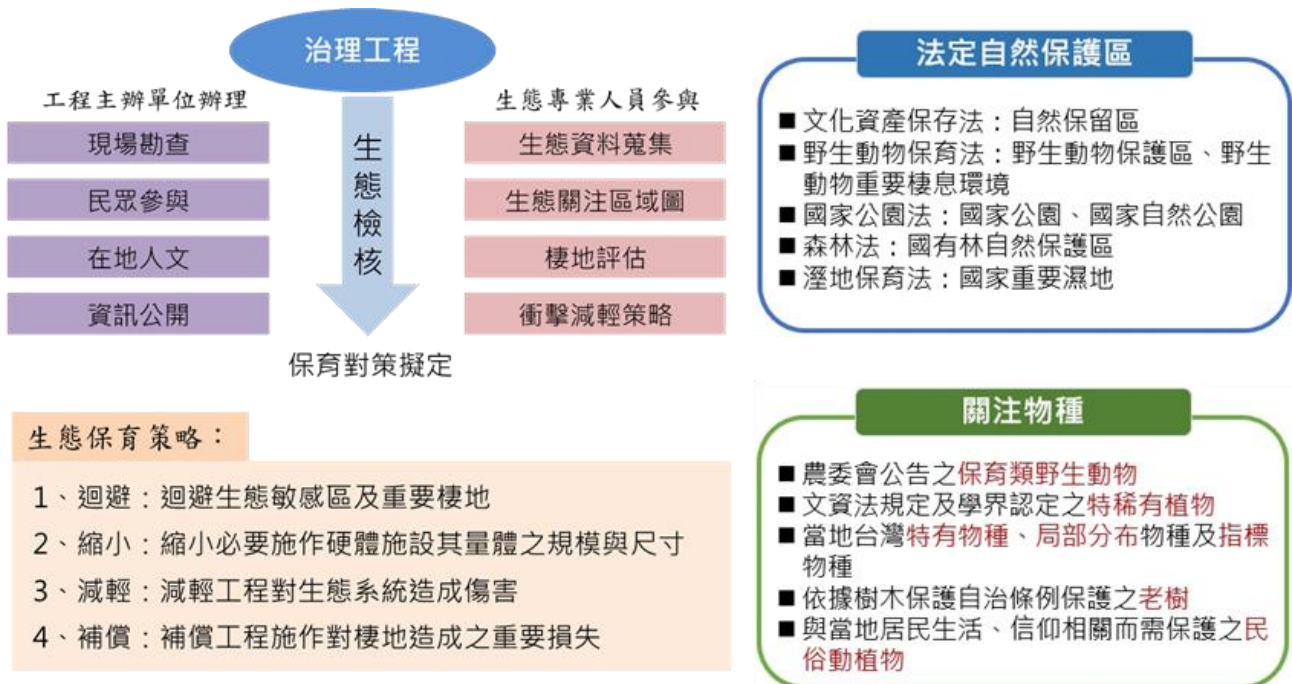 治理工程
工程主辦單位辦理
現場勘查
民眾參與
在地人文
資訊公開
生態檢核
生態專業人員參與
生態資料蒐集
生態關注區域圖
棲地評估
衝擊減輕策略
保育對策擬定
生態保育策略：
1、迴避：迴避生態敏感區及重要棲地
2、縮小：縮小必要施作硬體施設其量體之規模與尺寸
3、減輕：減輕工程對生態系統造成傷害
4、補償：補償工程施作對棲地造成之重要損失
法定自然保護區
■ 文化資產保存法：自然保留區
■ 野生動物保育法：野生動物保護區、野生
動物重要棲息環境
■ 國家公園法：國家公園、國家自然公園
■ 森林法：國有林自然保護區
■ 溼地保育法：國家重要濕地
關注物種
■ 農委會公告之保育類野生動物
■ 文資法規定及學界認定之特稀有植物
■ 當地台灣特有物種、局部分布物種及指標
物種
■ 依據樹木保護自治條例保護之老樹
■ 與當地居民生活、信仰相關而需保護之民
俗動植物